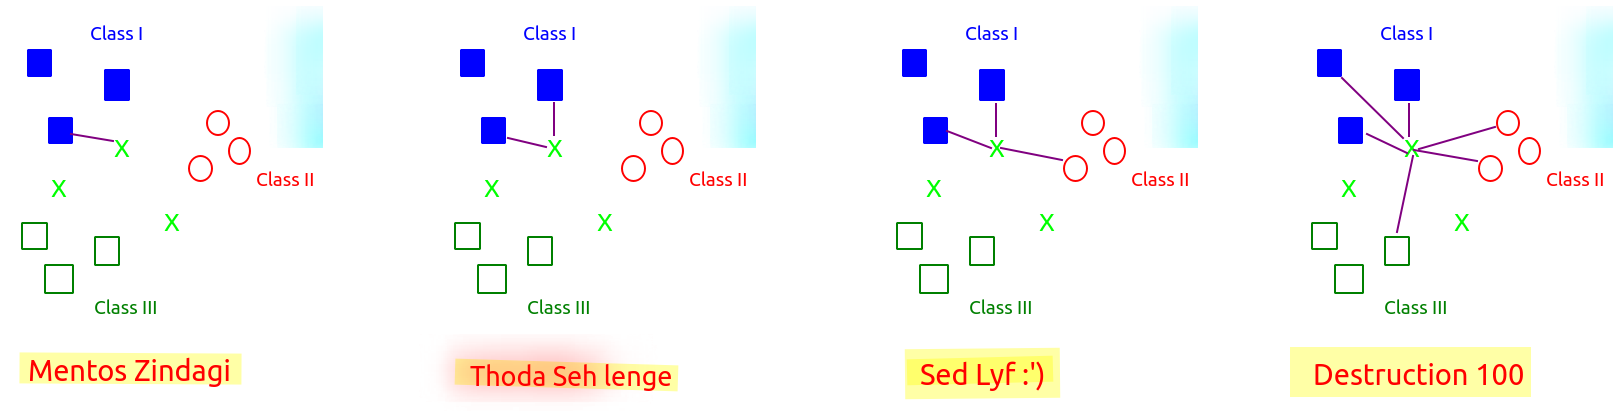 Class I
X
X
X
Class II
Class III
Mentos Zindagi
Class I
X
X
X
Class II
Class III
Thoda Seh lenge
Class I
X
X
X
Class II
Class III
Sed Lyf :')
Class I
X
X
X
Class II
Class III
Destruction 100